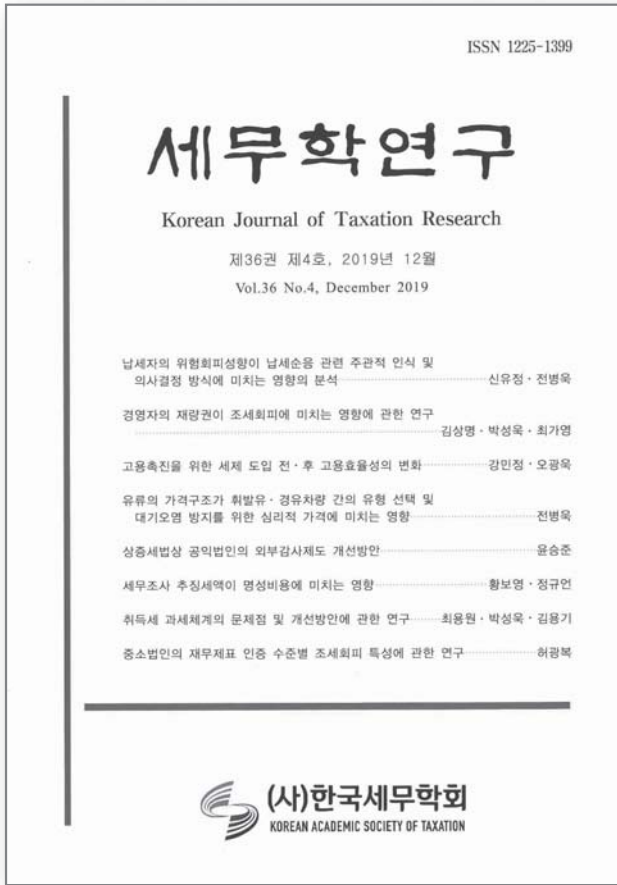 ISSN 1225-1399
세무학연구
Korean Journal of Taxation Research
제36권 제4호, 2019년 12월
Vol.36 No.4, December 2019
납세자의 위험회피성향이 납세순응 관련 주관적 인식 및
의사결정 방식에 미치는 영향의 분석 신유정·전병욱
경영자의 재량권이 조세회피에 미치는 영향에 관한 연구
김상명·박성욱·최가영
고용촉진을 위한 세제 도입 전·후 고용효율성의 변화 강민정·오광욱
유류의 가격구조가 휘발유·경유차량 간의 유형 선택 및
대기오염 방지를 위한 심리적 가격에 미치는 영향 전병욱
상증세법상 공익법인의 외부감사제도 개선방안 윤승준
세무조사 추징세액이 명성비용에 미치는 영향 황보영·정규언
취득세 과세체계의 문제점 및 개선방안에 관한 연구 최용원·박성욱·김용기
중소법인의 재무제표 인증 수준별 조세회피 특성에 관한 연구 허광복
(사)한국세무학회
KOREAN ACADEMIC SOCIETY OF TAXATION